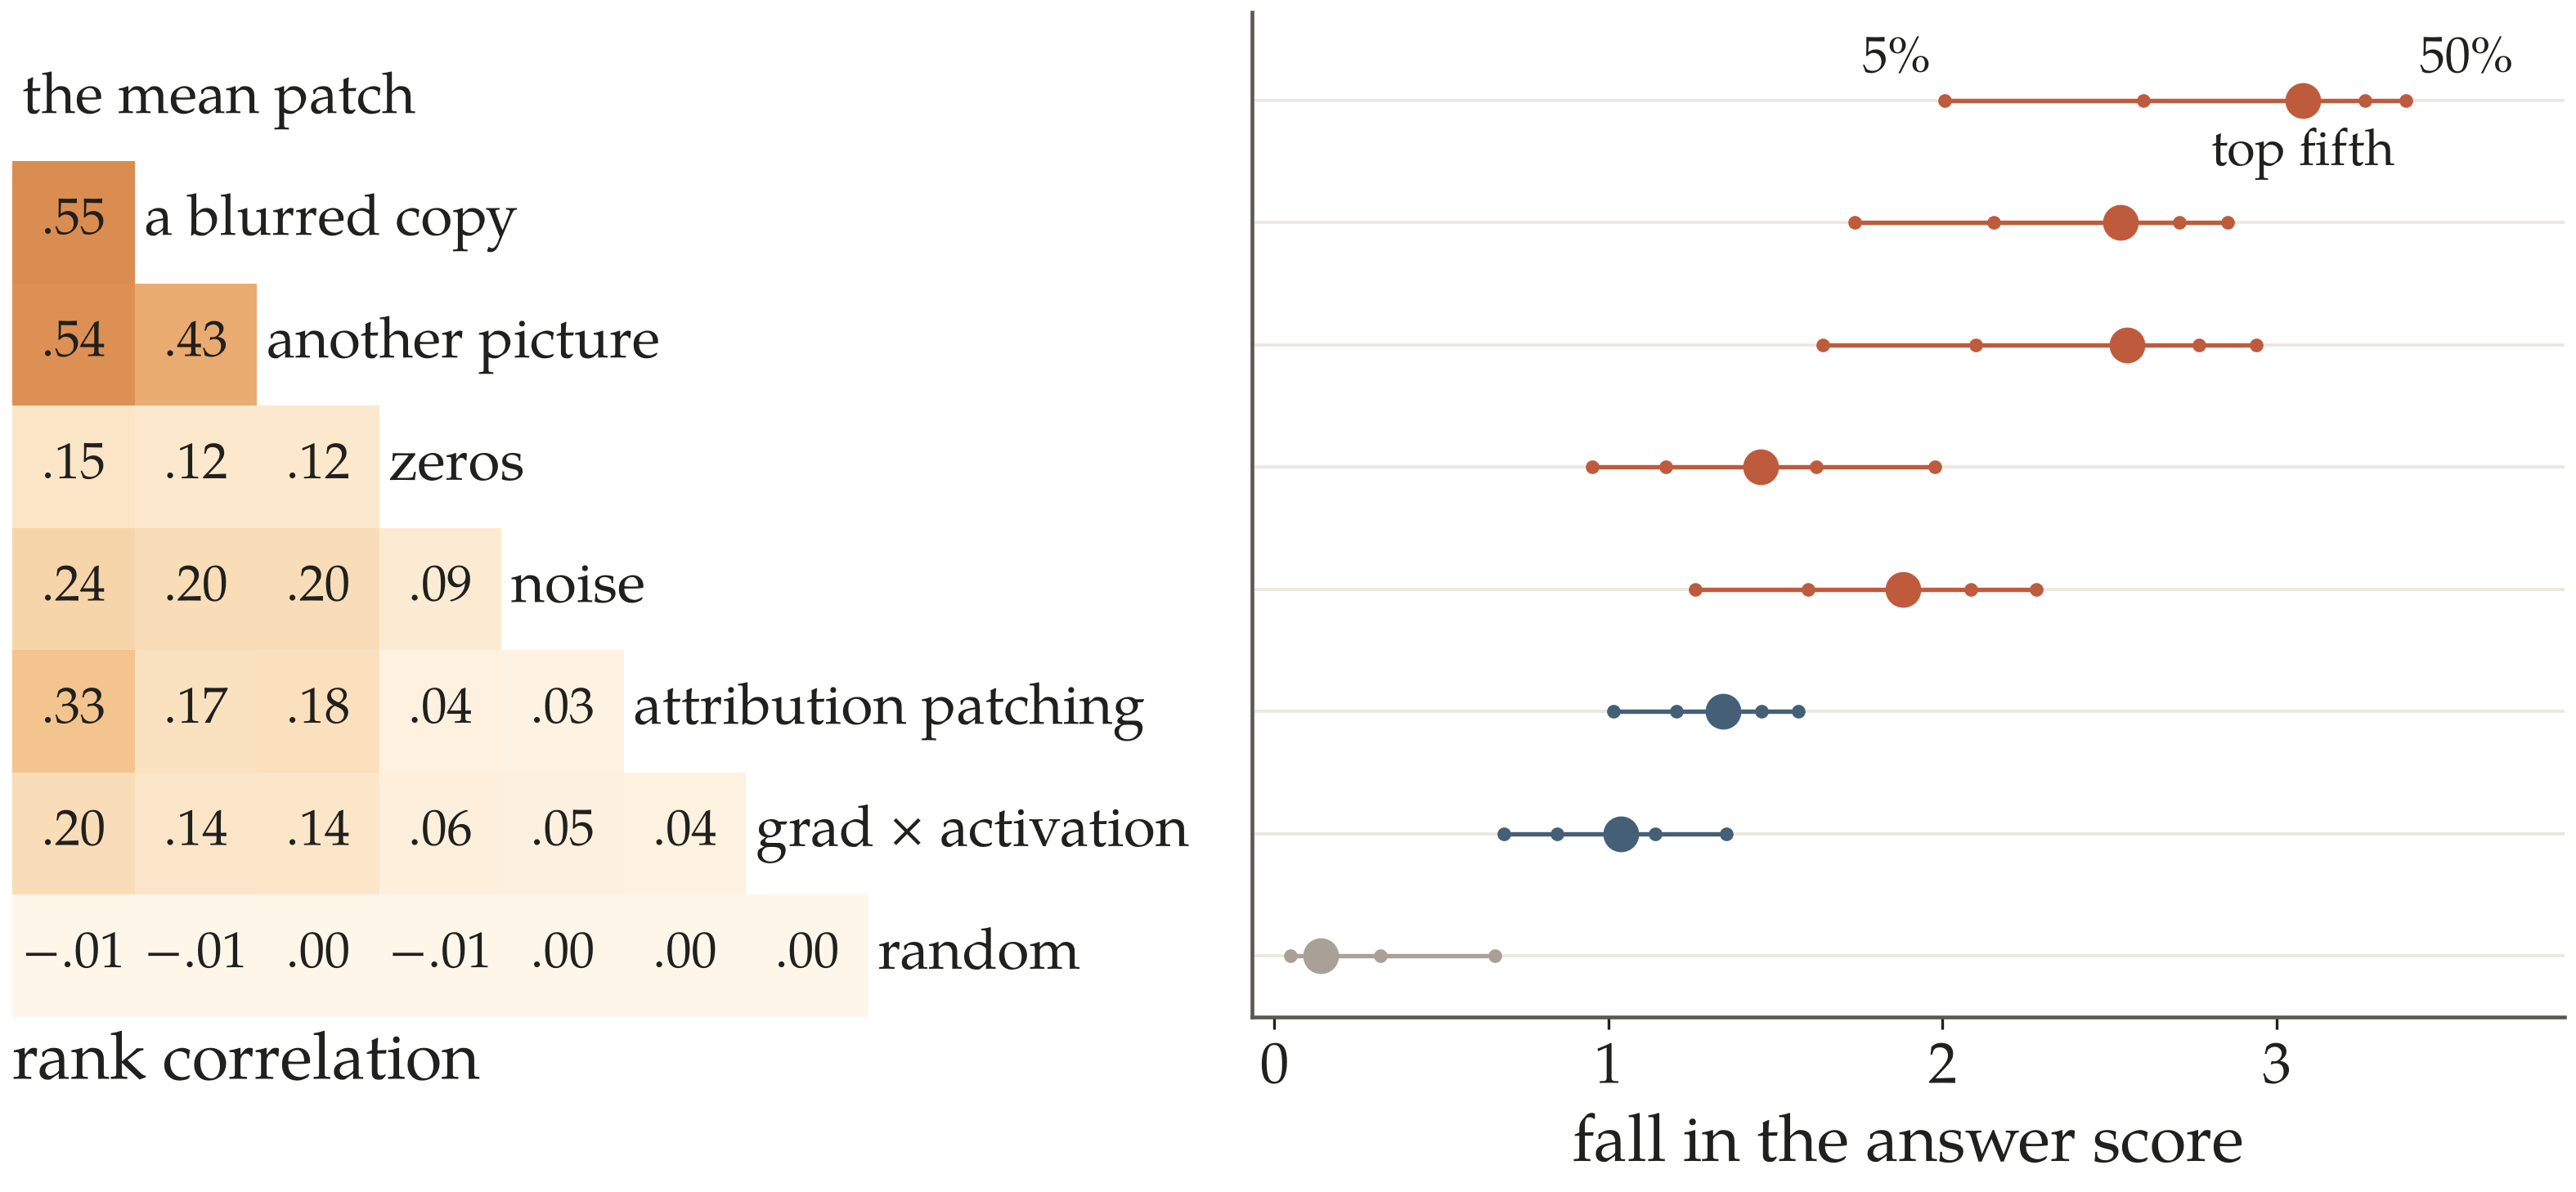 the mean patch
.55 a blurred copy
.54 .43 another picture
.15 .12 .12 zeros
.24 .20 .20 .09 noise
.33 .17 .18 .04 .03 attribution patching
.20 .14 .14 .06 .05 .04 grad × activation
−.01 −.01 .00 −.01 .00 .00 .00 random
rank correlation
5% 50%
top fifth
0 1 2 3
fall in the answer score